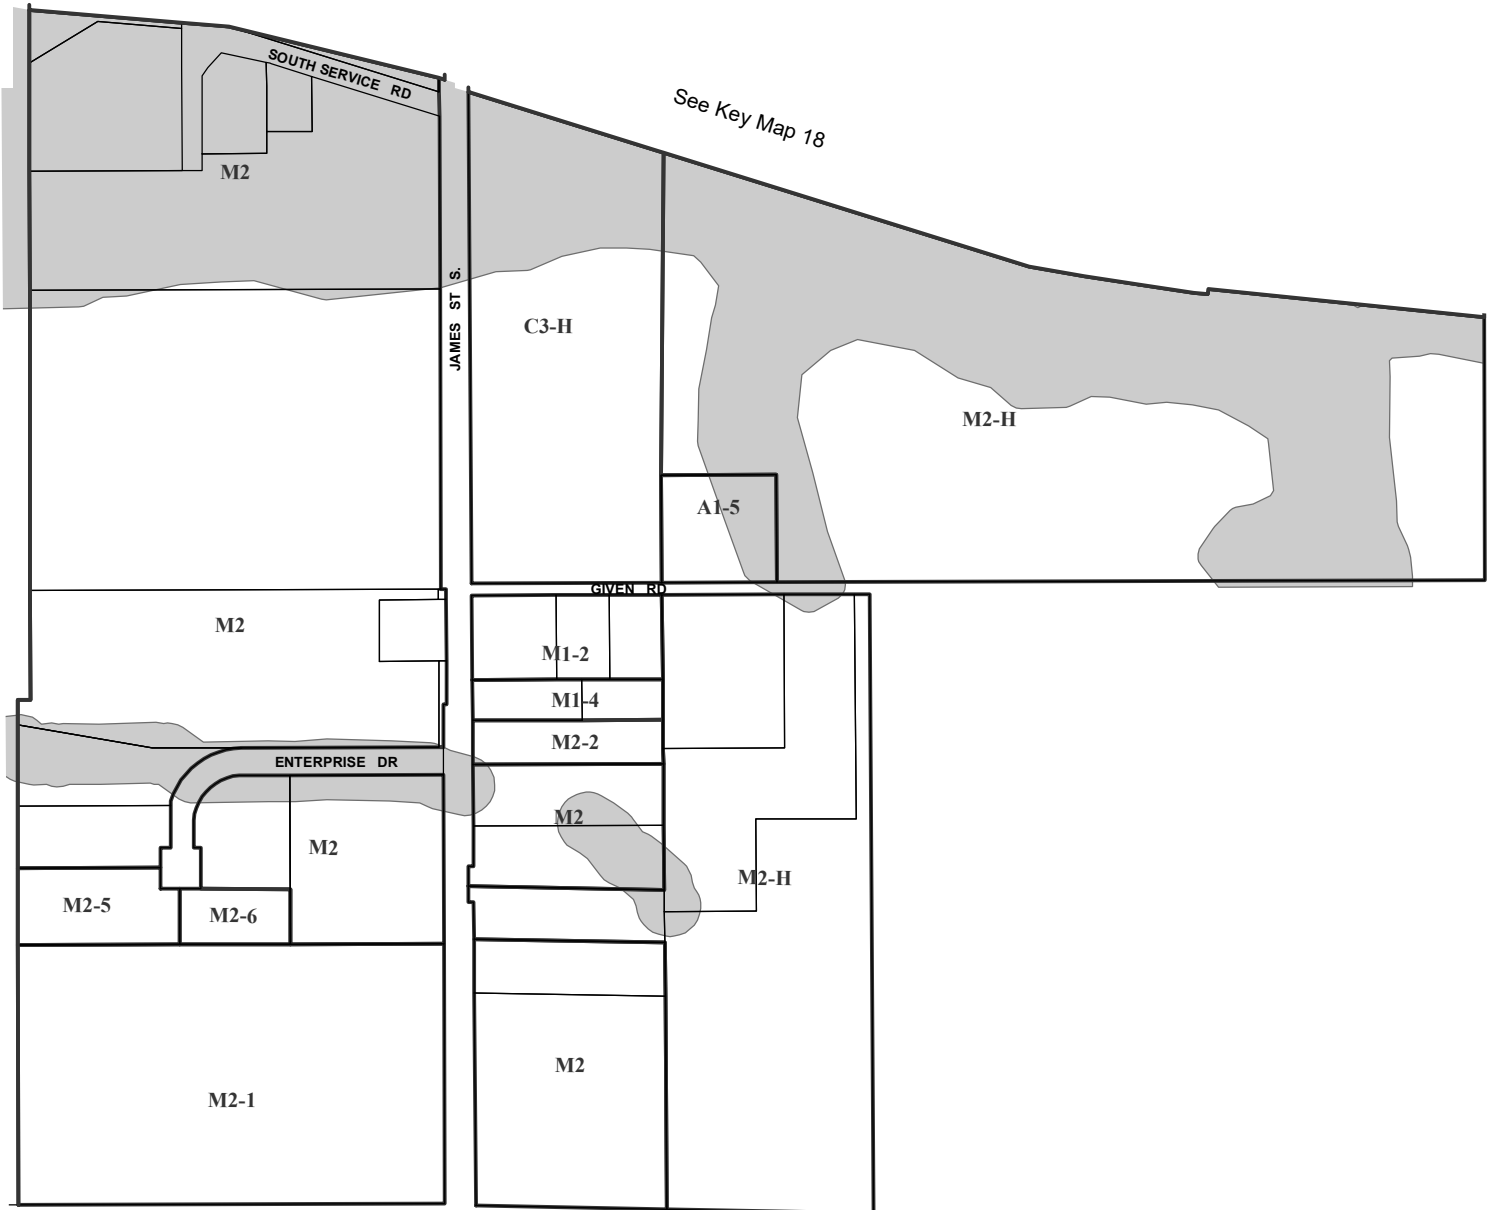 SOUTH SERVICE RD
See Key Map 18
M2
JAMES ST S.
C3-H
M2-H
A1-5
GIVEN RD
M2
M1-2
M1-4
M2-2
ENTERPRISE DR
M2
M2
M2-H
M2-5
M2-6
M2
M2-1